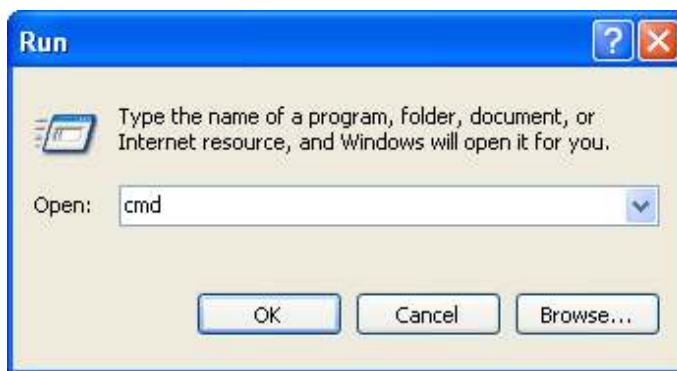 Run
Type the name of a program, folder, document, or
Internet resource, and Windows will open it for you.
Open: cmd
OK Cancel Browse...